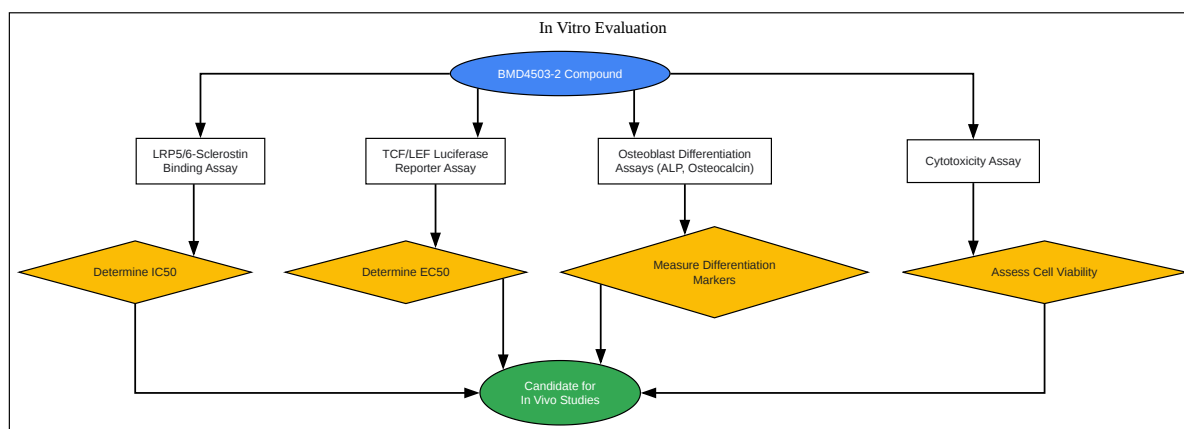 In Vitro Evaluation
BMD4503-2 Compound
LRP5/6-Sclerostin
Binding Assay
TCF/LEF Luciferase
Reporter Assay
Osteoblast Differentiation
Assays (ALP, Osteocalcin)
Cytotoxicity Assay
Determine IC50
Determine EC50
Measure Differentiation
Markers
Assess Cell Viability
Candidate for
In Vivo Studies